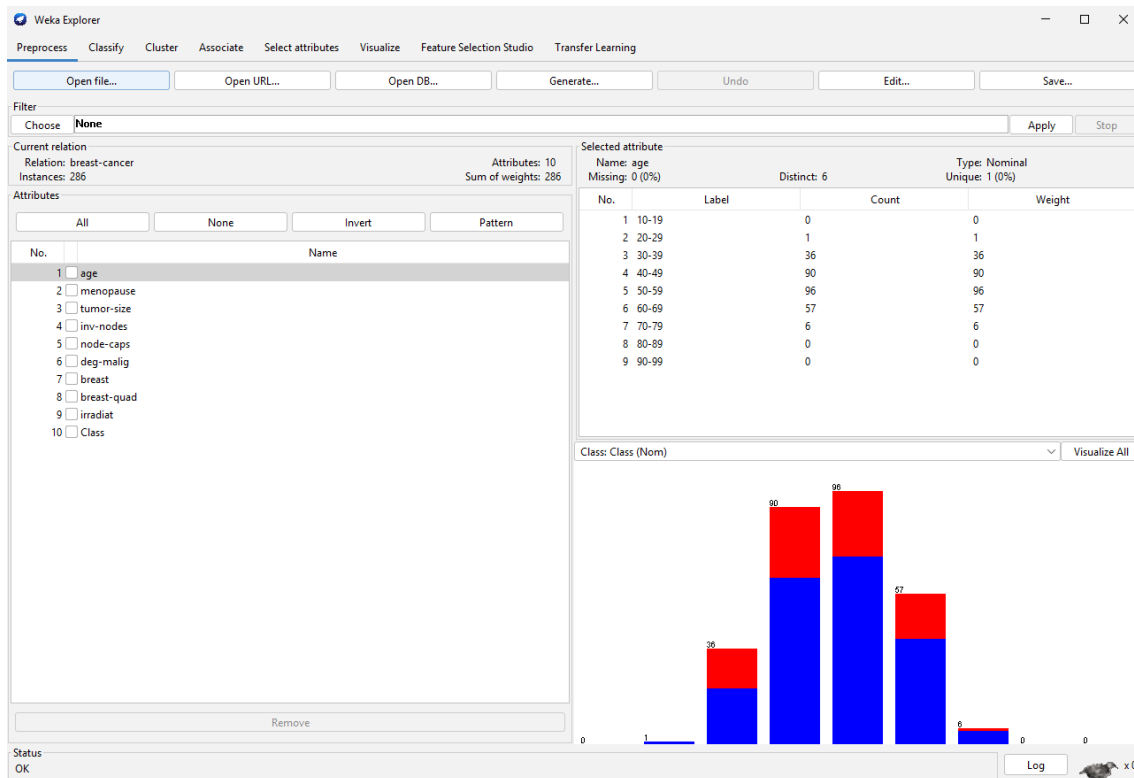 Weka Explorer
Preprocess Classify Cluster Associate Select attributes Visualize Feature Selection Studio Transfer Learning
Open file... Open URL... Open DB... Generate... Undo Edit... Save...
Filter
Choose None Apply Stop
Current relation
Relation: breast-cancer Attributes: 10
Instances: 286 Sum of weights: 286
Attributes
All None Invert Pattern
No. Name
1 age
2 menopause
3 tumor-size
4 inv-nodes
5 node-caps
6 deg-malig
7 breast
8 breast-quad
9 irradiat
10 Class
Remove
Selected attribute
Name: age Type: Nominal
Missing: 0 (0%) Distinct: 6 Unique: 1 (0%)
No. Label Count Weight
1 10-19 0 0
2 20-29 1 1
3 30-39 36 36
4 40-49 90 90
5 50-59 96 96
6 60-69 57 57
7 70-79 6 6
8 80-89 0 0
9 90-99 0 0
Class: Class (Nom) Visualize All
0 1 36 90 96 57 6 0 0
Status
OK Log x 0